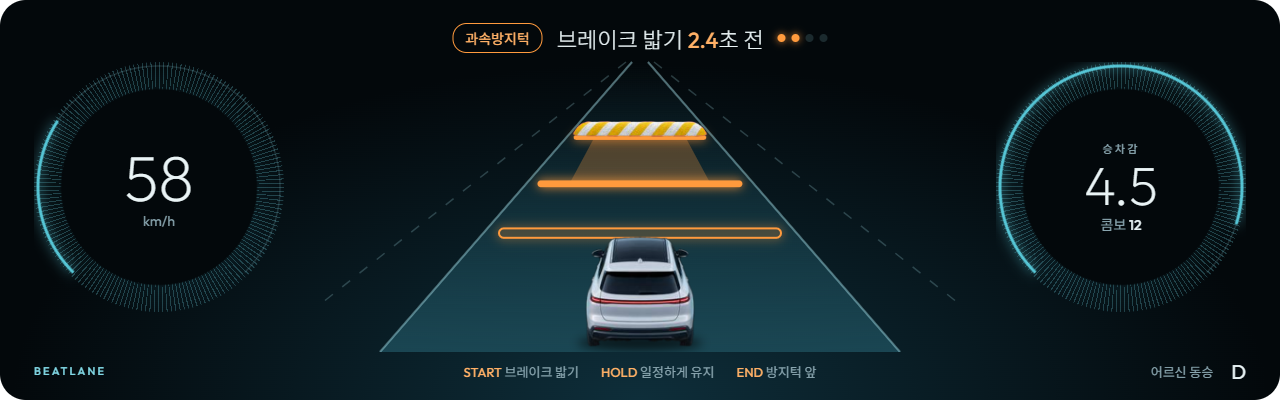 과속방지턱 브레이크 밟기 2.4초 전
58
km/h
승차감
4.5
콤보 12
BEATLANE
START 브레이크 밟기 HOLD 일정하게 유지 END 방지턱 앞
어르신 동승 D